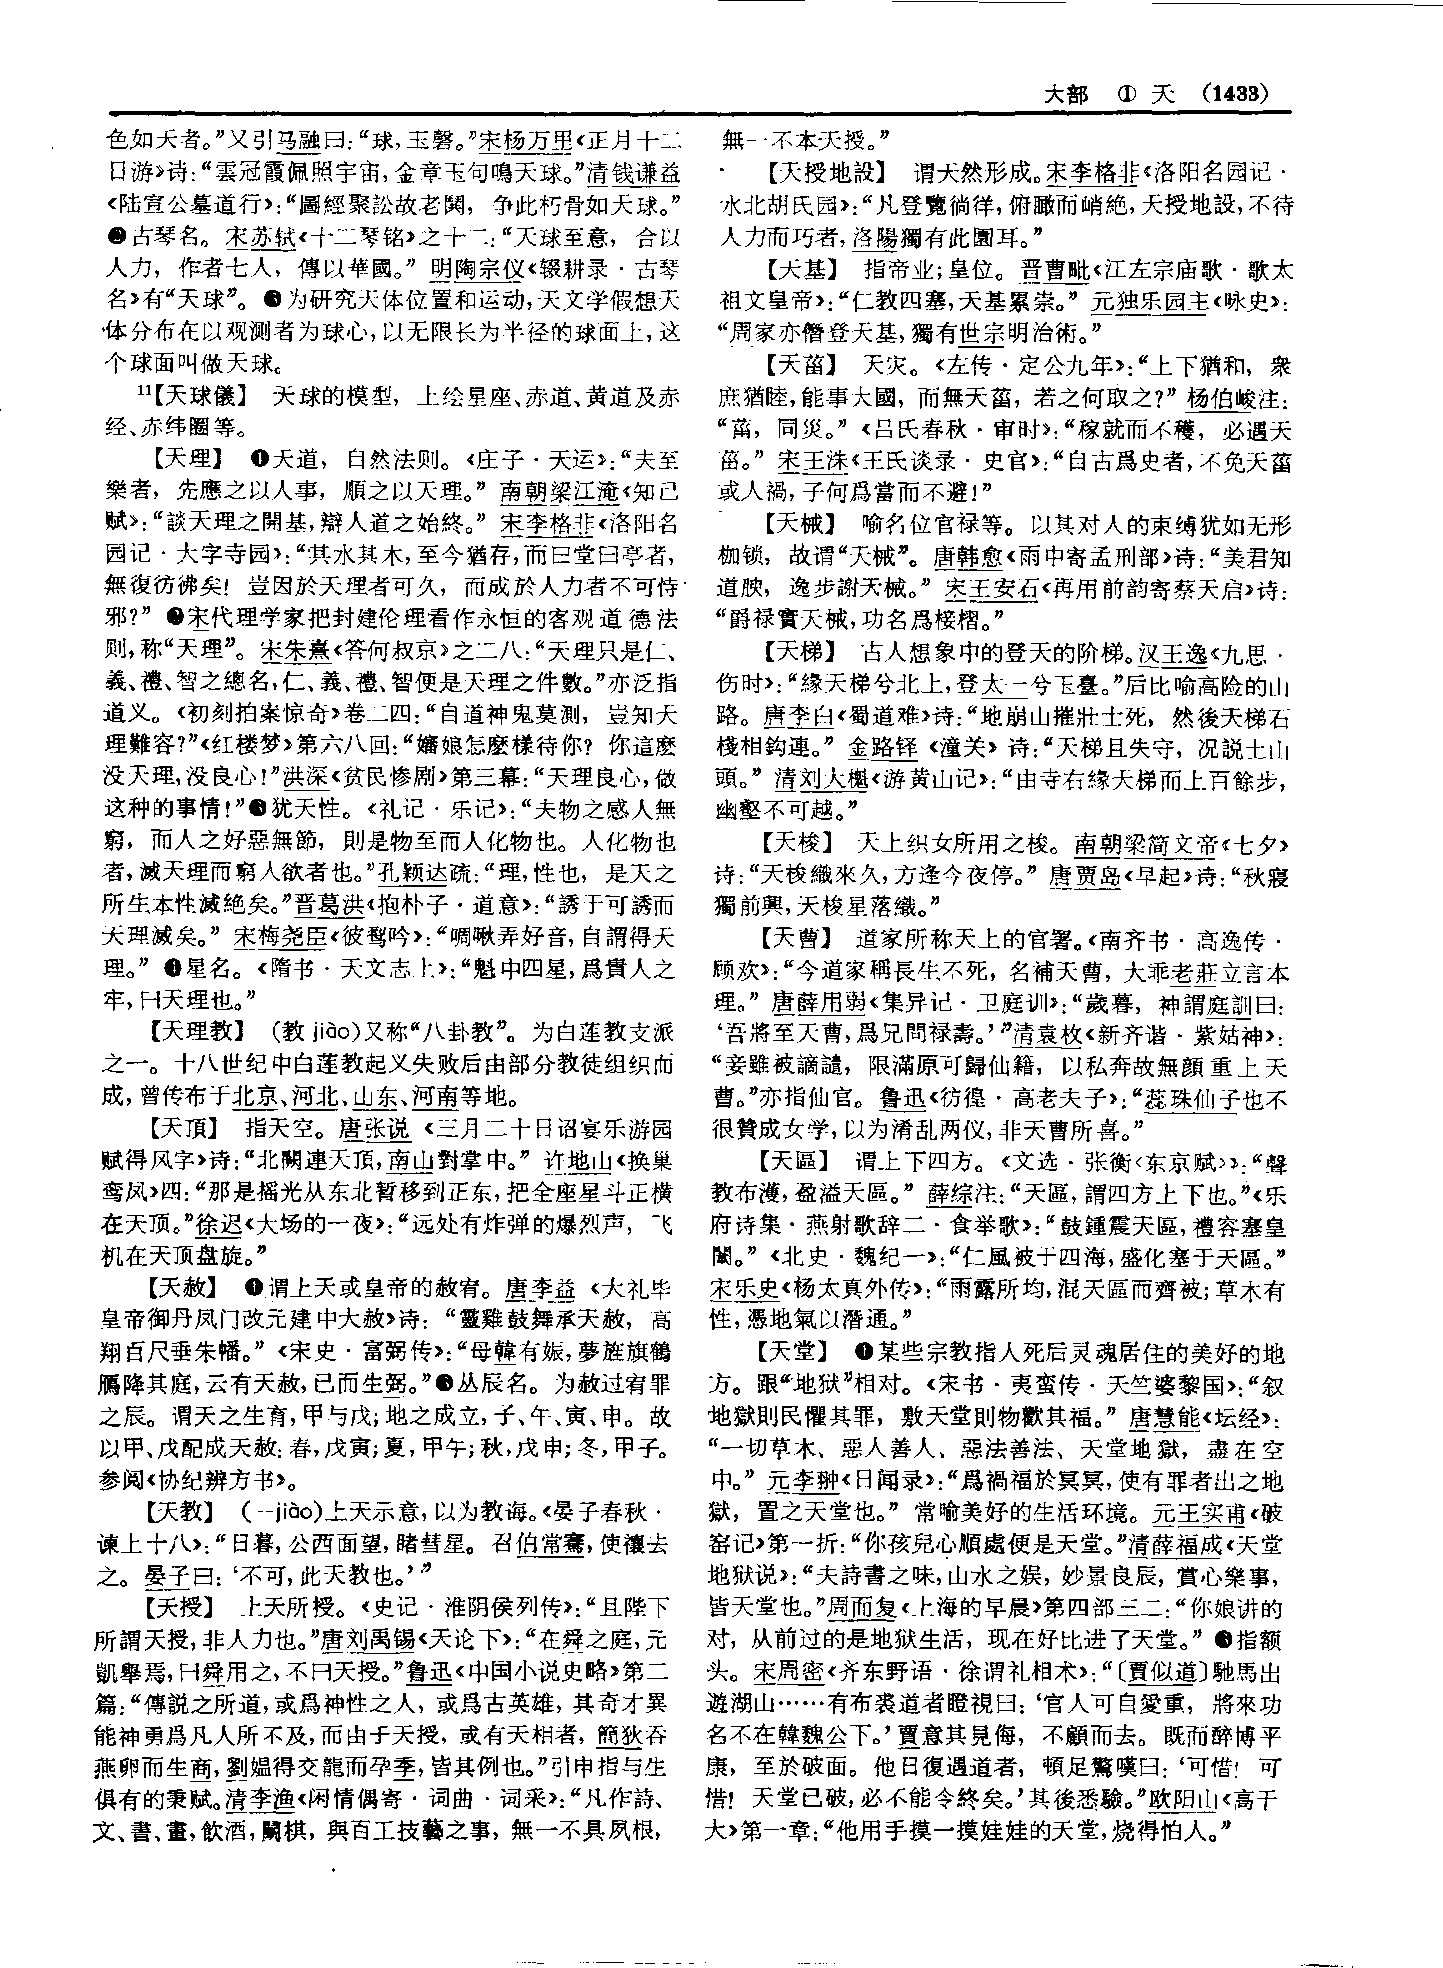 大部 ① 天 (1433)
色如天者。”又引马融曰：“球，玉磬。”宋杨万里《正月十二
日游》诗：“雲冠霞佩照宇宙，金章玉句鳴天球。”清钱谦益
《陆宣公墓道行》：“圖經聚訟故老閧，争此朽骨如天球。”
❷古琴名。宋苏轼《十二琴铭》之十二：“天球至意，合以
人力，作者七人，傳以華國。”明陶宗仪《辍耕录·古琴
名》有“天球”。❸为研究天体位置和运动，天文学假想天
体分布在以观测者为球心，以无限长为半径的球面上，这
个球面叫做天球。
11【天球儀】 天球的模型，上绘星座、赤道、黄道及赤
经、赤纬圈等。
【天理】 ❶天道，自然法则。《庄子·天运》：“夫至
樂者，先應之以人事，順之以天理。”南朝梁江淹《知己
赋》：“談天理之開基，辯人道之始終。”宋李格非《洛阳名
园记·大字寺园》：“其水其木，至今猶存，而曰堂曰亭者，
無復彷彿矣！豈因於天理者可久，而成於人力者不可恃
邪？”❷宋代理学家把封建伦理看作永恒的客观道德法
则，称“天理”。宋朱熹《答何叔京》之二八：“天理只是仁、
義、禮、智之總名，仁、義、禮、智便是天理之件數。”亦泛指
道义。《初刻拍案惊奇》卷二四：“自道神鬼莫測，豈知天
理難容？”《红楼梦》第六八回：“嬸娘怎麽樣待你？你這麽
没天理，没良心！”洪深《贫民惨剧》第三幕：“天理良心，做
这种的事情！”❸犹天性。《礼记·乐记》：“夫物之感人無
窮，而人之好惡無節，則是物至而人化物也。人化物也
者，滅天理而窮人欲者也。”孔颖达疏：“理，性也，是天之
所生本性滅絶矣。”晋葛洪《抱朴子·道意》：“誘于可誘而
天理滅矣。”宋梅尧臣《彼鴷吟》：“啁啾弄好音，自謂得天
理。”❹星名。《隋书·天文志上》：“魁中四星，爲貴人之
牢，曰天理也。”
【天理教】 （教 jiào）又称“八卦教”。为白莲教支派
之一。十八世纪中白莲教起义失败后由部分教徒组织而
成，曾传布于北京、河北、山东、河南等地。
【天頂】 指天空。唐张说《三月二十日诏宴乐游园
赋得风字》诗：“北闕連天頂，南山對掌中。”许地山《换巢
鸾凤》四：“那是摇光从东北暂移到正东，把全座星斗正横
在天顶。”徐迟《大场的一夜》：“远处有炸弹的爆烈声，飞
机在天顶盘旋。”
【天赦】 ❶谓上天或皇帝的赦宥。唐李益《大礼毕
皇帝御丹凤门改元建中大赦》诗：“靈雞鼓舞承天赦，高
翔百尺垂朱幡。”《宋史·富弼传》：“母韓有娠，夢旌旗鶴
鴈降其庭，云有天赦，已而生弼。”❷丛辰名。为赦过宥罪
之辰。谓天之生育，甲与戊；地之成立，子、午、寅、申。故
以甲、戊配成天赦：春，戊寅；夏，甲午；秋，戊申；冬，甲子。
参阅《协纪辨方书》。
【天教】 （－jiào）上天示意，以为教诲。《晏子春秋·
谏上十八》：“日暮，公西面望，睹彗星。召伯常騫，使禳去
之。晏子曰：‘不可，此天教也。’”
【天授】 上天所授。《史记·淮阴侯列传》：“且陛下
所謂天授，非人力也。”唐刘禹锡《天论下》：“在舜之庭，元
凱舉焉，曰舜用之，不曰天授。”鲁迅《中国小说史略》第二
篇：“傳説之所道，或爲神性之人，或爲古英雄，其奇才異
能神勇爲凡人所不及，而由于天授，或有天相者，簡狄吞
燕卵而生商，劉媪得交龍而孕季，皆其例也。”引申指与生
俱有的秉赋。清李渔《闲情偶寄·词曲·词采》：“凡作詩、
文、書、畫，飲酒，鬬棋，與百工技藝之事，無一不具夙根，
無一不本天授。”
【天授地設】 谓天然形成。宋李格非《洛阳名园记·
水北胡氏园》：“凡登覽徜徉，俯瞰而峭絶，天授地設，不待
人力而巧者，洛陽獨有此園耳。”
【天基】 指帝业；皇位。晋曹毗《江左宗庙歌·歌太
祖文皇帝》：“仁教四塞，天基累崇。”元独乐园主《咏史》：
“周家亦僭登天基，獨有世宗明治術。”
【天菑】 天灾。《左传·定公九年》：“上下猶和，衆
庶猶睦，能事大國，而無天菑，若之何取之？”杨伯峻注：
“菑，同災。”《吕氏春秋·审时》：“稼就而不穫，必遇天
菑。”宋王洙《王氏谈录·史官》：“自古爲史者，不免天菑
或人禍，子何爲當而不避！”
【天械】 喻名位官禄等。以其对人的束缚犹如无形
枷锁，故谓“天械”。唐韩愈《雨中寄孟刑部》诗：“美君知
道腴，逸步謝天械。”宋王安石《再用前韵寄蔡天启》诗：
“爵禄實天械，功名爲椄槢。”
【天梯】 古人想象中的登天的阶梯。汉王逸《九思·
伤时》：“緣天梯兮北上，登太一兮玉臺。”后比喻高险的山
路。唐李白《蜀道难》诗：“地崩山摧壯士死，然後天梯石
棧相鈎連。”金路铎《潼关》诗：“天梯且失守，况説土山
頭。”清刘大櫆《游黄山记》：“由寺右緣天梯而上百餘步，
幽壑不可越。”
【天梭】 天上织女所用之梭。南朝梁简文帝《七夕》
诗：“天梭織來久，方逢今夜停。”唐贾岛《早起》诗：“秋寢
獨前興，天梭星落織。”
【天曹】 道家所称天上的官署。《南齐书·高逸传·
顾欢》：“今道家稱長生不死，名補天曹，大乖老莊立言本
理。”唐薛用弱《集异记·卫庭训》：“歲暮，神謂庭訓曰：
‘吾將至天曹，爲兄問禄壽。’”清袁枚《新齐谐·紫姑神》：
“妾雖被謫譴，限滿原可歸仙籍，以私奔故無顔重上天
曹。”亦指仙官。鲁迅《彷徨·高老夫子》：“蕊珠仙子也不
很贊成女学，以为淆乱两仪，非天曹所喜。”
【天區】 谓上下四方。《文选·张衡〈东京赋〉》：“聲
教布濩，盈溢天區。”薛综注：“天區，謂四方上下也。”《乐
府诗集·燕射歌辞二·食举歌》：“鼓鍾震天區，禮容塞皇
闈。”《北史·魏纪一》：“仁風被于四海，盛化塞于天區。”
宋乐史《杨太真外传》：“雨露所均，混天區而齊被；草木有
性，憑地氣以潛通。”
【天堂】 ❶某些宗教指人死后灵魂居住的美好的地
方。跟“地狱”相对。《宋书·夷蛮传·天竺婆黎国》：“叙
地獄則民懼其罪，敷天堂則物歡其福。”唐慧能《坛经》：
“一切草木、惡人善人、惡法善法、天堂地獄，盡在空
中。”元李翀《日闻录》：“爲禍福於冥冥，使有罪者出之地
獄，置之天堂也。”常喻美好的生活环境。元王实甫《破
窑记》第一折：“你孩兒心順處便是天堂。”清薛福成《天堂
地狱说》：“夫詩書之味，山水之娱，妙景良辰，賞心樂事，
皆天堂也。”周而复《上海的早晨》第四部三二：“你娘讲的
对，从前过的是地狱生活，现在好比进了天堂。”❷指额
头。宋周密《齐东野语·徐谓礼相术》：“〔賈似道〕馳馬出
遊湖山……有布裘道者瞪視曰：‘官人可自愛重，將來功
名不在韓魏公下。’賈意其見侮，不顧而去。既而醉博平
康，至於破面。他日復遇道者，頓足驚嘆曰：‘可惜！可
惜！天堂已破，必不能令終矣。’其後悉驗。”欧阳山《高干
大》第一章：“他用手摸一摸娃娃的天堂，烧得怕人。”